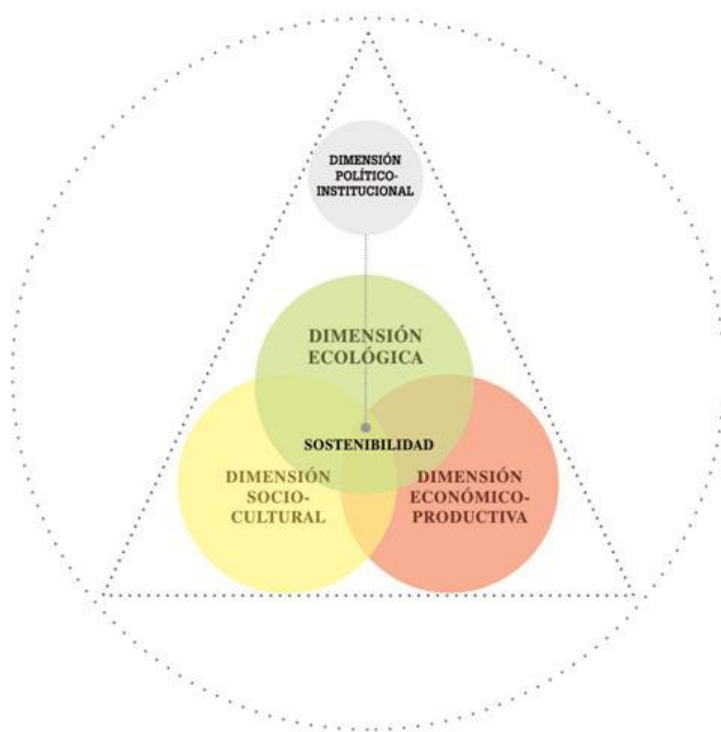 DIMENSIÓN
POLÍTICO-
INSTITUCIONAL
DIMENSIÓN
ECOLÓGICA
SOSTENIBILIDAD
DIMENSIÓN
SOCIO-
CULTURAL
DIMENSIÓN
ECONÓMICO-
PRODUCTIVA